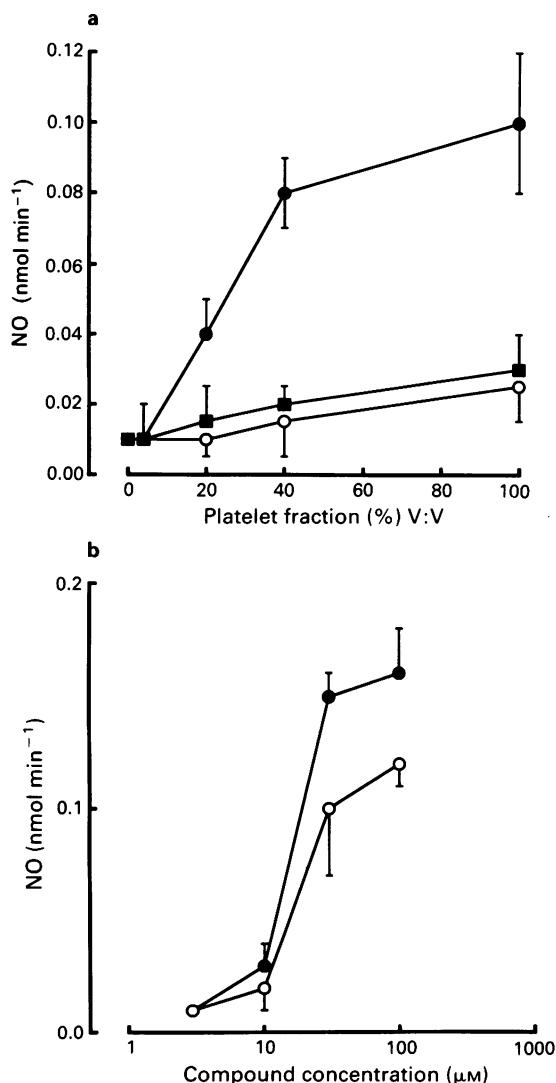 a
0.12
0.10
0.08
0.06
0.04
0.02
0.00
NO (nmol min⁻¹)
0 20 40 60 80 100
Platelet fraction (%) V:V
b
0.2
0.1
0.0
NO (nmol min⁻¹)
1 10 100 1000
Compound concentration (μM)